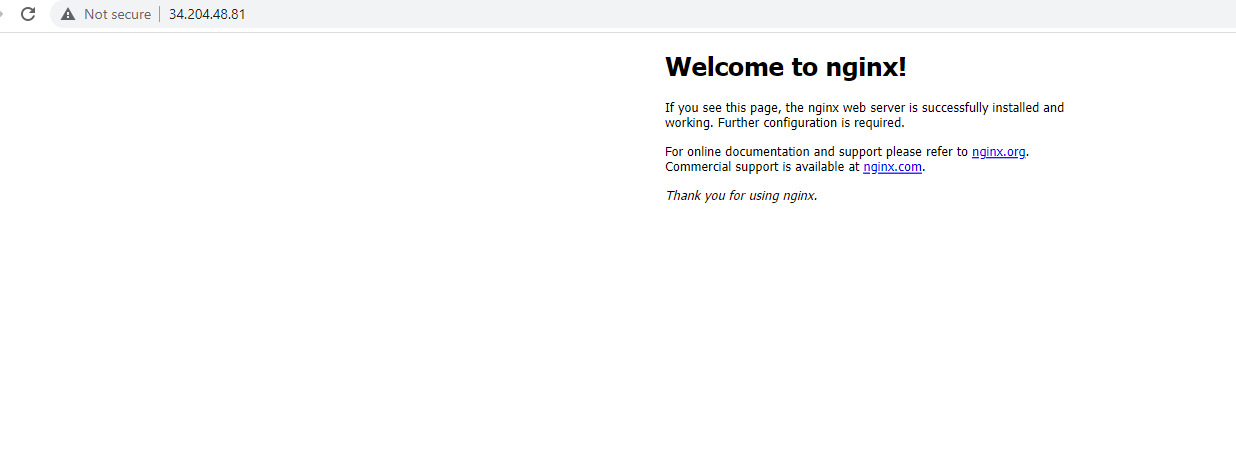 Not secure 34.204.48.81
Welcome to nginx!
If you see this page, the nginx web server is successfully installed and
working. Further configuration is required.
For online documentation and support please refer to nginx.org.
Commercial support is available at nginx.com.
Thank you for using nginx.